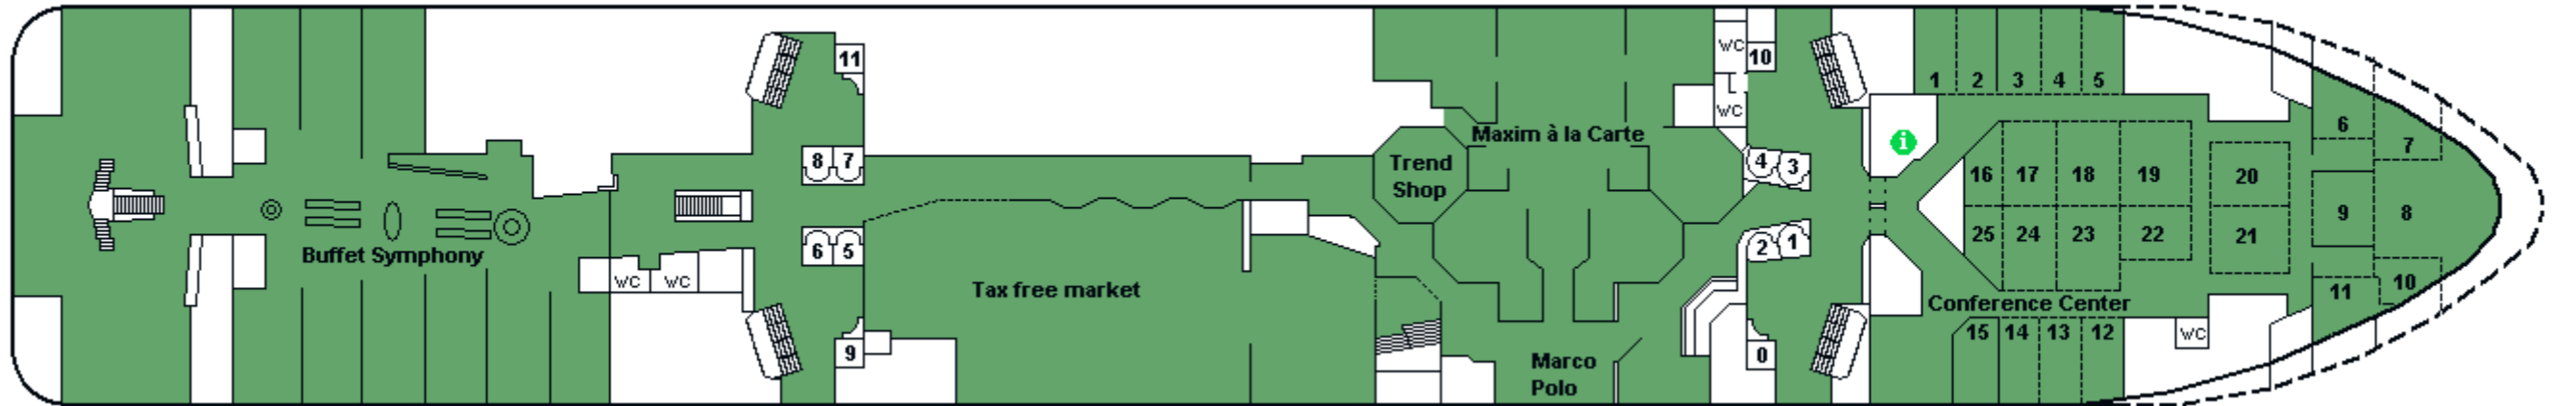 11
WC
10
1 2 3 4 5
WC
6
7
Maxim à la Carte
i
8 7
Trend
Shop
4 3
16 17 18 19 20
9 8
Buffet Symphony
6 5
2 1
25 24 23 22 21
WC WC
Tax free market
10
11
Conference Center
15 14 13 12
WC
9
0
Marco
Polo